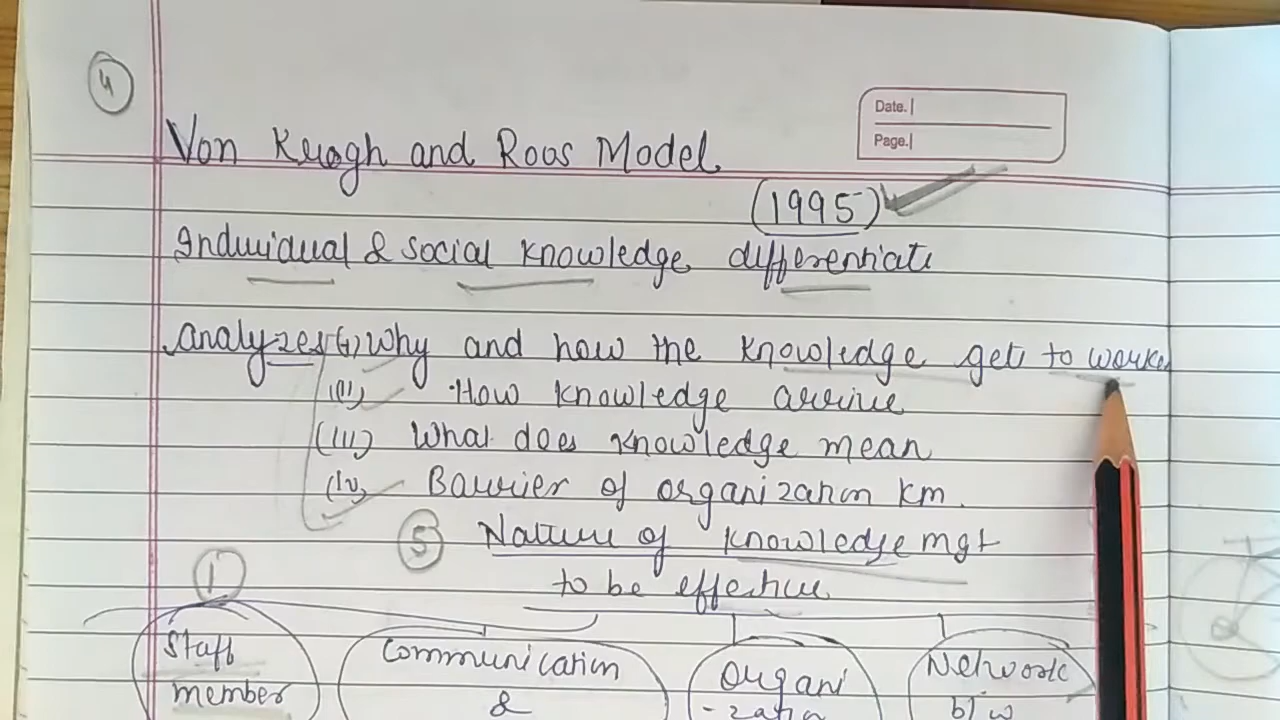 4
Date.
Page.
Von Krogh and Roos Model
(1995)
Individual & social knowledge differentiate
Analyzes (i) Why and how the knowledge gets to worke
(ii) How knowledge arrive
(iii) What does knowledge mean
(iv) Barrier of organization km.
5 Nature of knowledge mgt
to be effective
1
Staff
member
Communication
&
Organi
-zation
Network
b/w